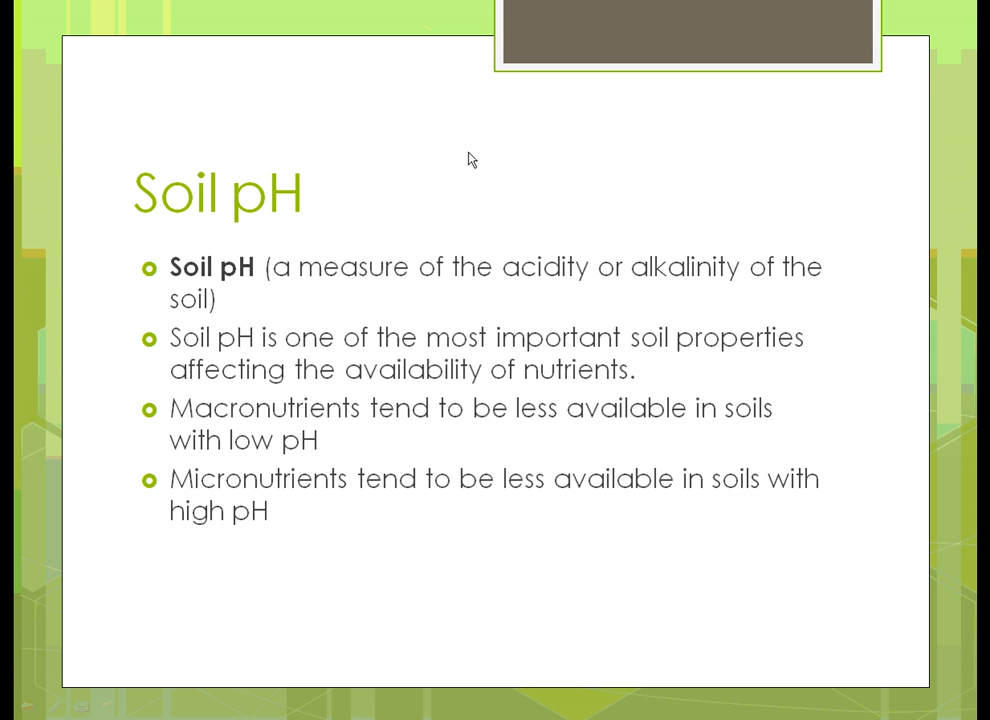 Soil pH
Soil pH (a measure of the acidity or alkalinity of the
soil)
Soil pH is one of the most important soil properties
affecting the availability of nutrients.
Macronutrients tend to be less available in soils
with low pH
Micronutrients tend to be less available in soils with
high pH